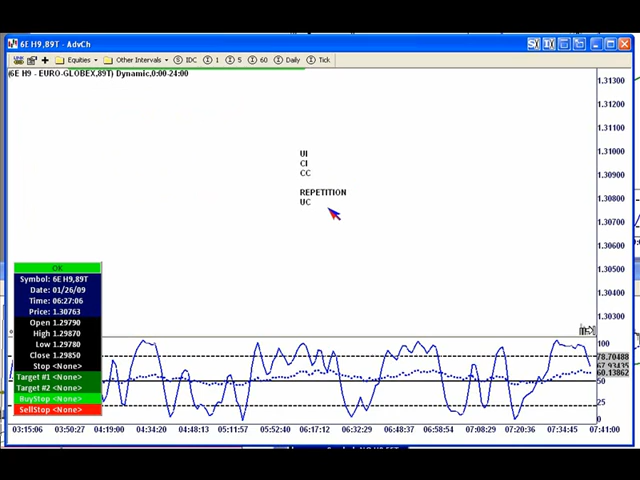 6E H9,89T - AdvCh
Equities Other Intervals IDC 1 5 60 Daily Tick
(6E H9 - EURO-GLOBEX,89T) Dynamic,0:00-24:00
1.31300
1.31200
1.31100
UI
1.31000
CI
CC
1.30900
REPETITION
UC
1.30800
1.30700
1.30600
1.30500
1.30400
1.30300
OK
Symbol: 6E H9,89T
Date: 01/26/09
Time: 06:27:06
Price: 1.30763
Open 1.29790
High 1.29870
Low 1.29780
Close 1.29850
Stop <None>
Target #1 <None>
Target #2 <None>
BuyStop <None>
SellStop <None>
100
78.70488
67.93435
60.13862
50
25
0
03:15:06 03:50:27 04:19:00 04:34:20 04:48:13 05:11:57 05:52:40 06:17:12 06:32:29 06:38:17 06:58:54 07:08:29 07:20:36 07:34:31 07:41:00